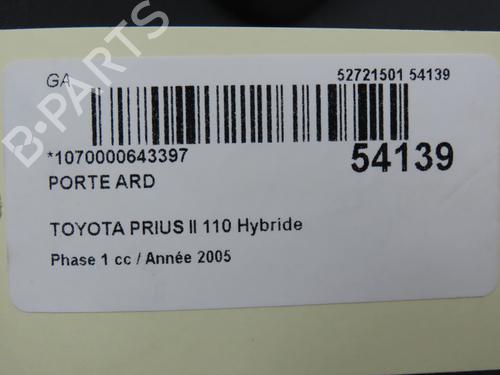 GA
52721501 54139
*1070000643397
54139
PORTE ARD
TOYOTA PRIUS II 110 Hybride
Phase 1 cc / Année 2005
B-PARTS